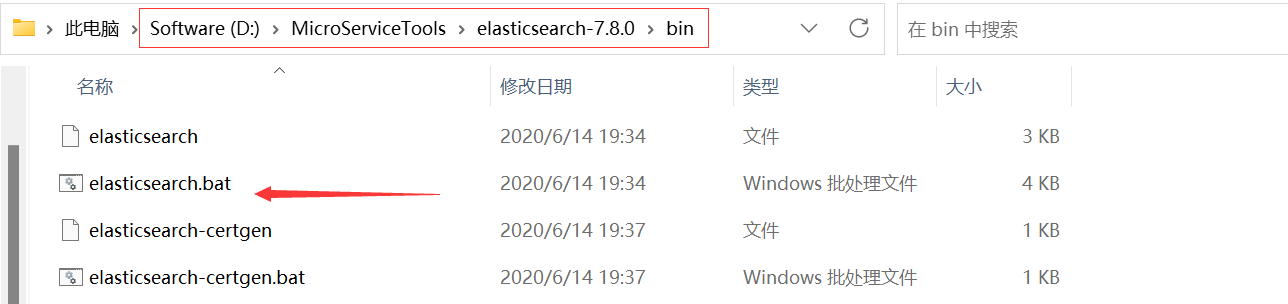 此电脑 > Software (D:) > MicroServiceTools > elasticsearch-7.8.0 > bin 在 bin 中搜索
名称 修改日期 类型 大小
elasticsearch 2020/6/14 19:34 文件 3 KB
elasticsearch.bat 2020/6/14 19:34 Windows 批处理文件 4 KB
elasticsearch-certgen 2020/6/14 19:37 文件 1 KB
elasticsearch-certgen.bat 2020/6/14 19:37 Windows 批处理文件 1 KB